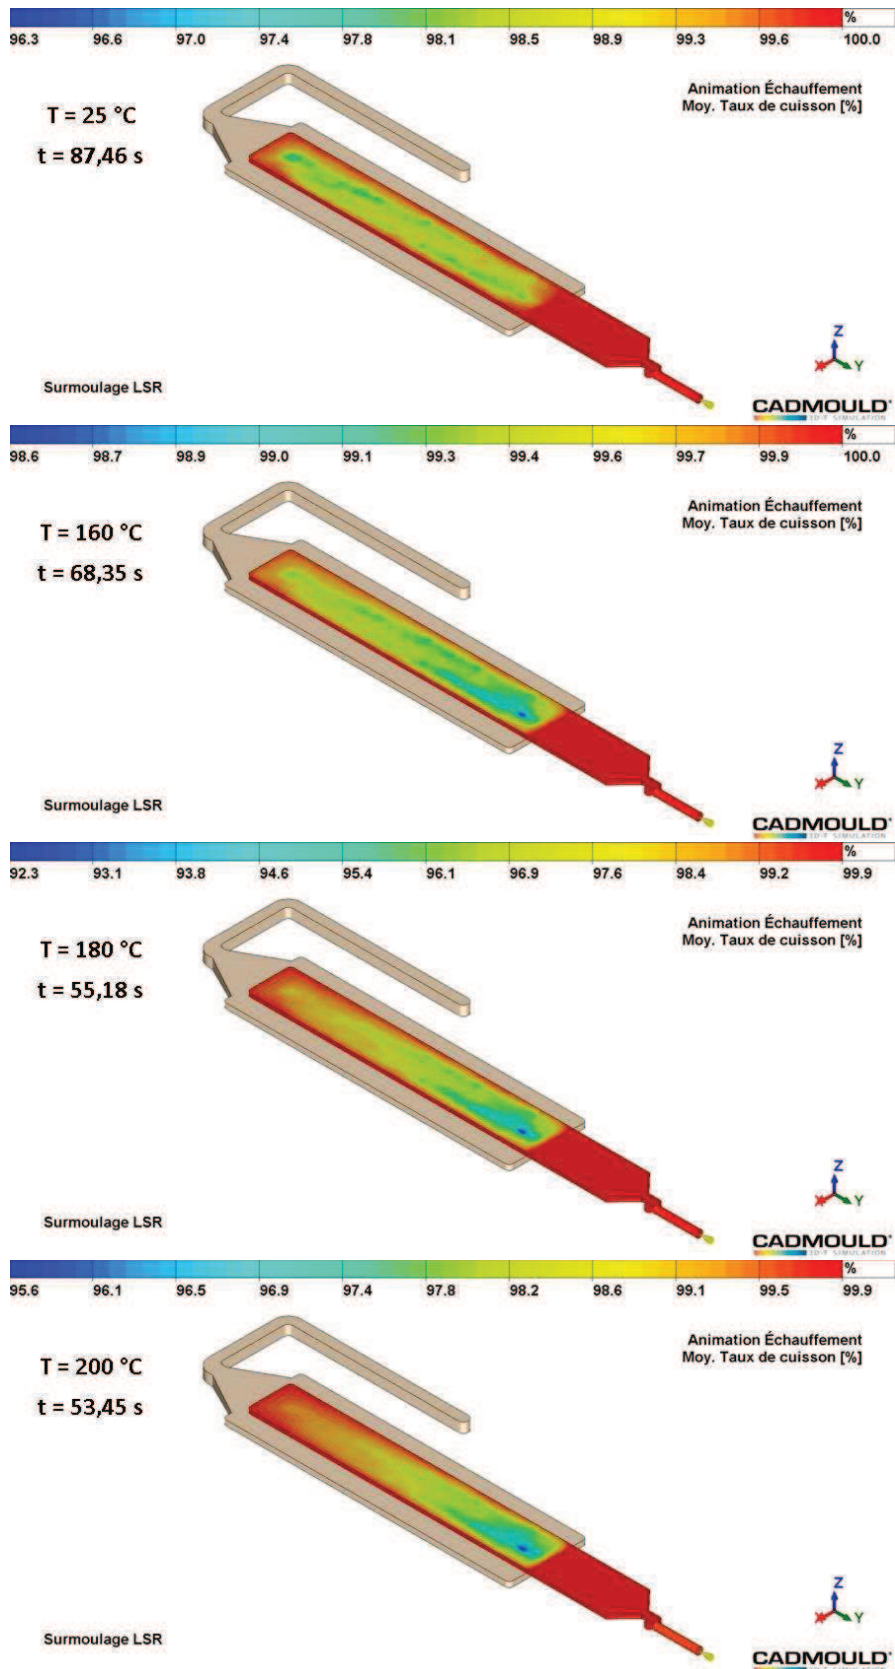 %
96.3 96.6 97.0 97.4 97.8 98.1 98.5 98.9 99.3 99.6 100.0
Animation Échauffement
Moy. Taux de cuisson [%]
T = 25 °C
t = 87,46 s
Z
X Y
Surmoulage LSR
CADMOULD
3D-F SIMULATION
%
98.6 98.7 98.9 99.0 99.1 99.3 99.4 99.6 99.7 99.9 100.0
Animation Échauffement
Moy. Taux de cuisson [%]
T = 160 °C
t = 68,35 s
Z
X Y
Surmoulage LSR
CADMOULD
3D-F SIMULATION
%
92.3 93.1 93.8 94.6 95.4 96.1 96.9 97.6 98.4 99.2 99.9
Animation Échauffement
Moy. Taux de cuisson [%]
T = 180 °C
t = 55,18 s
Z
X Y
Surmoulage LSR
CADMOULD
3D-F SIMULATION
%
95.6 96.1 96.5 96.9 97.4 97.8 98.2 98.6 99.1 99.5 99.9
Animation Échauffement
Moy. Taux de cuisson [%]
T = 200 °C
t = 53,45 s
Z
X Y
Surmoulage LSR
CADMOULD